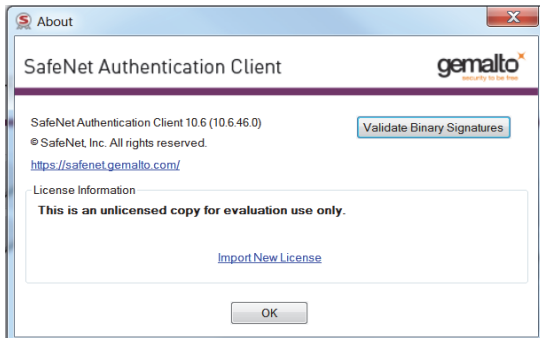 About
SafeNet Authentication Client
gemalto
security to be free
SafeNet Authentication Client 10.6 (10.6.46.0)
Validate Binary Signatures
© SafeNet, Inc. All rights reserved.
https://safenet.gemalto.com/
License Information
This is an unlicensed copy for evaluation use only.
Import New License
OK